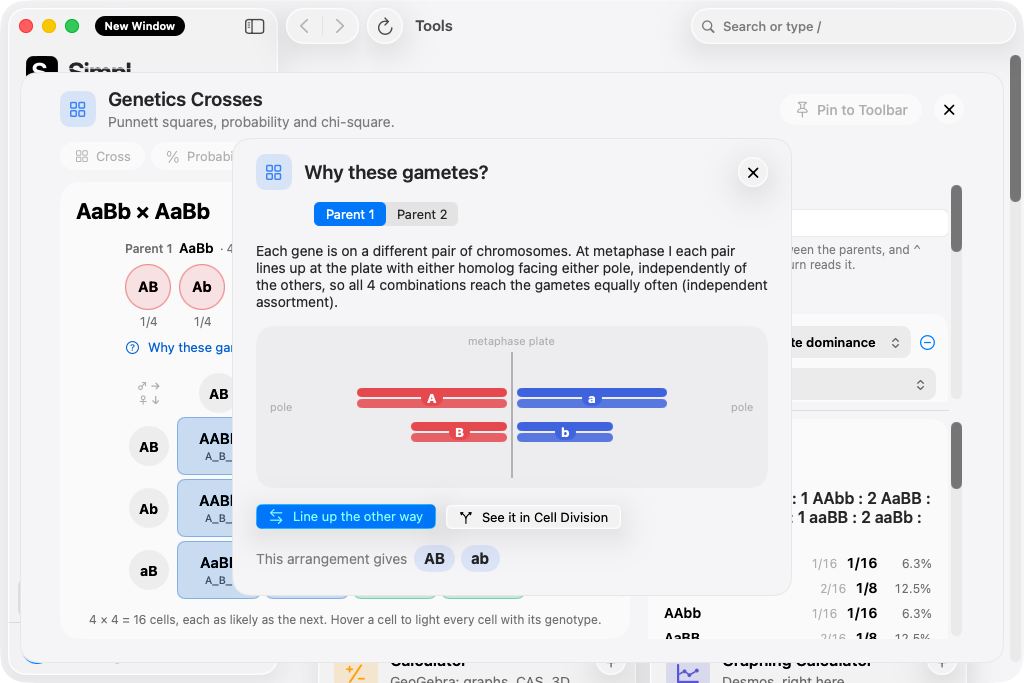 New Window
Tools
Search or type /
Simpl
Genetics Crosses
Punnett squares, probability and chi-square.
Pin to Toolbar
Cross
% Probabi
AaBb × AaBb
Parent 1 AaBb · 4
AB
Ab
1/4
1/4
Why these gar
♂ →
♀ ↓
AB
AB
AABB
A_B_
Ab
AABb
A_B_
aB
AaBB
A_B_
4 × 4 = 16 cells, each as likely as the next. Hover a cell to light every cell with its genotype.
Why these gametes?
Parent 1
Parent 2
Each gene is on a different pair of chromosomes. At metaphase I each pair
lines up at the plate with either homolog facing either pole, independently of
the others, so all 4 combinations reach the gametes equally often (independent
assortment).
metaphase plate
pole
A
a
pole
B
b
Line up the other way
See it in Cell Division
This arrangement gives AB ab
een the parents, and ^
urn reads it.
te dominance
: 1 AAbb : 2 AaBB :
: 1 aaBB : 2 aaBb :
1/16 1/16 6.3%
2/16 1/8 12.5%
AAbb 1/16 1/16 6.3%
AaBB 2/16 1/8 12.5%
Calculator
GeoGebra: graphs, CAS, 3D
Graphing Calculator
Desmos, right here